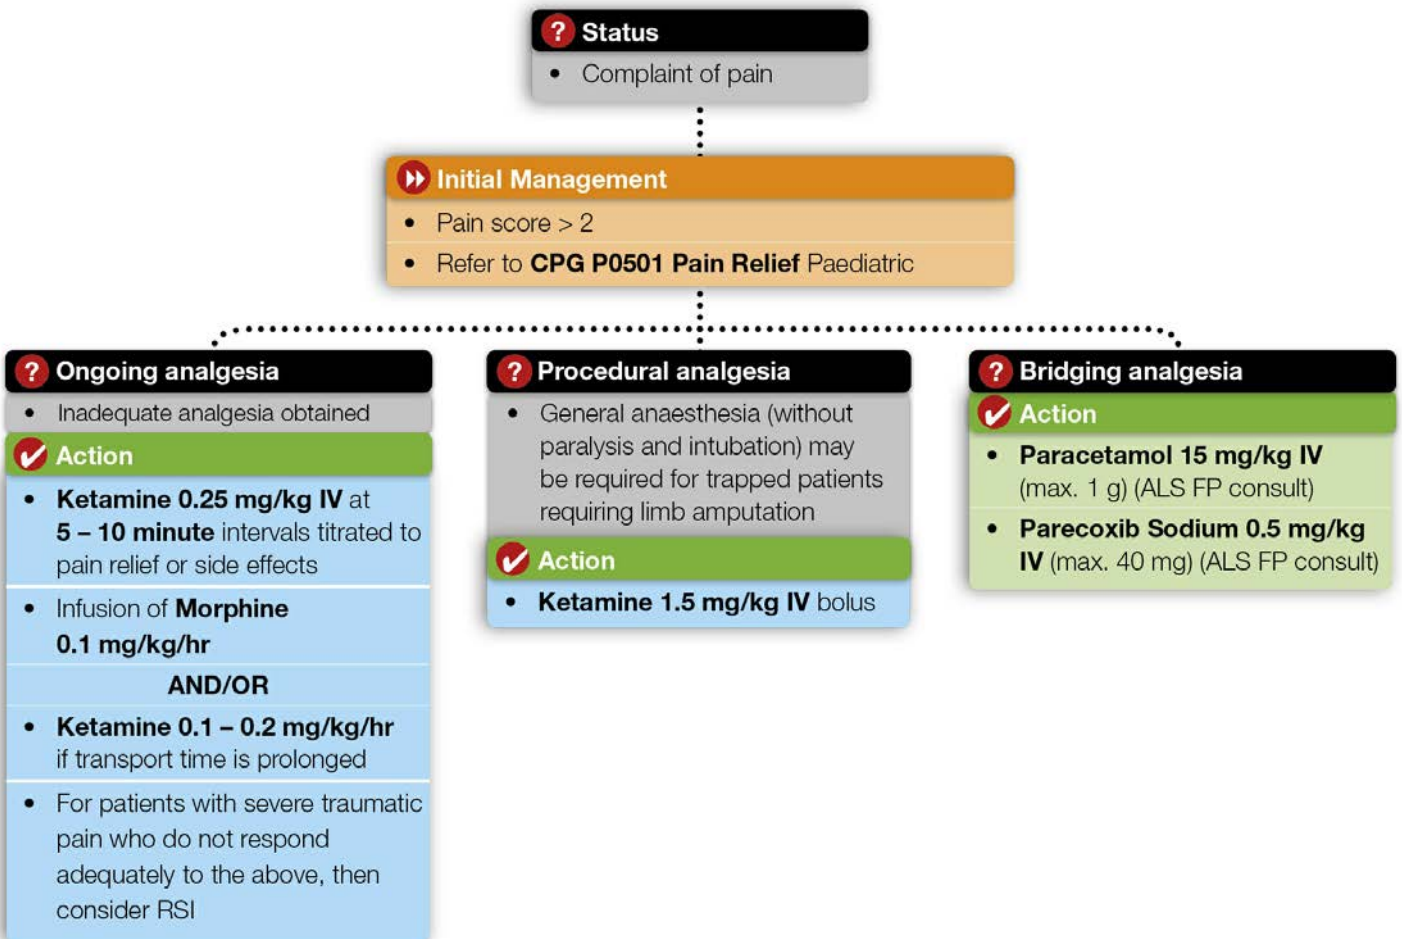 Status
• Complaint of pain
Initial Management
• Pain score > 2
• Refer to CPG P0501 Pain Relief Paediatric
Ongoing analgesia
• Inadequate analgesia obtained
Action
• Ketamine 0.25 mg/kg IV at
5 – 10 minute intervals titrated to
pain relief or side effects
• Infusion of Morphine
0.1 mg/kg/hr
AND/OR
• Ketamine 0.1 – 0.2 mg/kg/hr
if transport time is prolonged
• For patients with severe traumatic
pain who do not respond
adequately to the above, then
consider RSI
Procedural analgesia
• General anaesthesia (without
paralysis and intubation) may
be required for trapped patients
requiring limb amputation
Action
• Ketamine 1.5 mg/kg IV bolus
Bridging analgesia
Action
• Paracetamol 15 mg/kg IV
(max. 1 g) (ALS FP consult)
• Parecoxib Sodium 0.5 mg/kg
IV (max. 40 mg) (ALS FP consult)